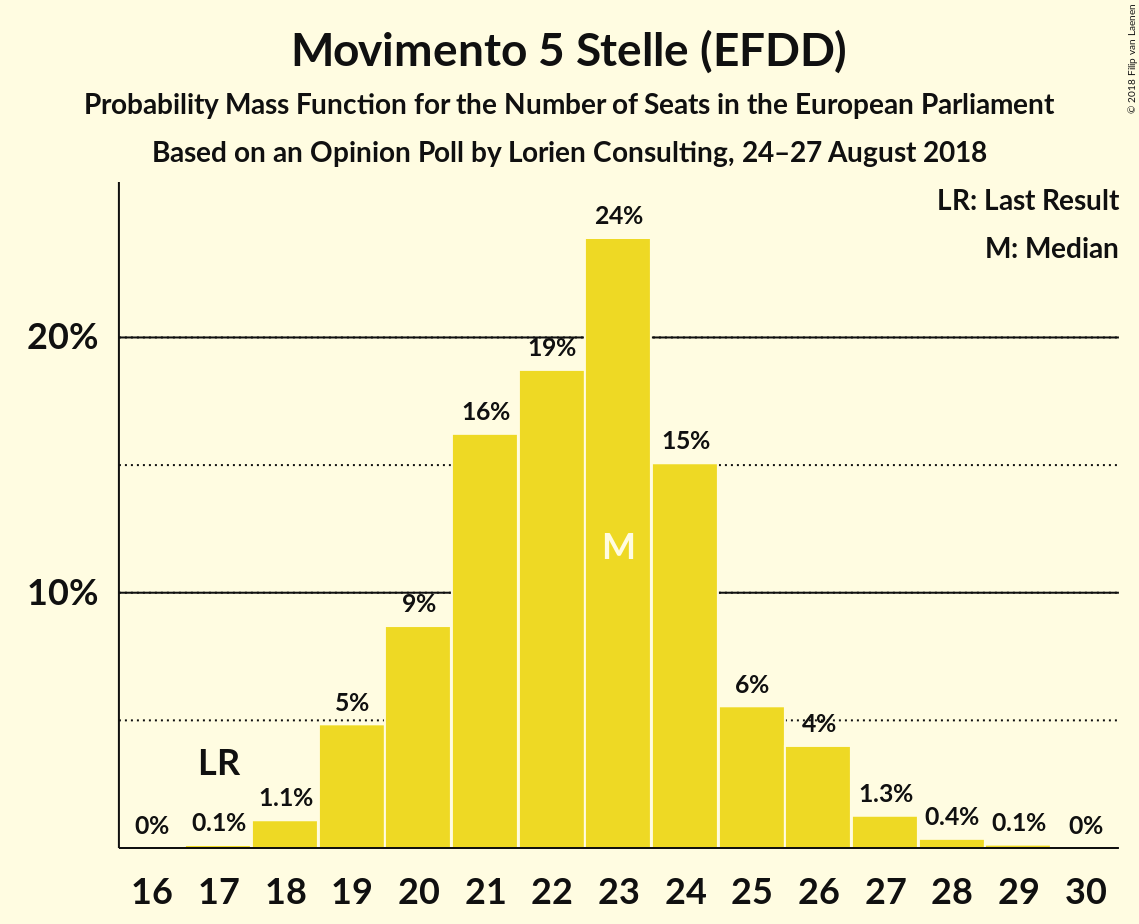 Movimento 5 Stelle (EFDD)
Probability Mass Function for the Number of Seats in the European Parliament
Based on an Opinion Poll by Lorien Consulting, 24–27 August 2018
© 2018 Filip van Laenen
LR: Last Result
M: Median
24%
20%
19%
16%
15%
M
10%
9%
6%
5%
4%
LR
1.1%
1.3%
0%
0.1%
0.4%
0.1%
0%
16 17 18 19 20 21 22 23 24 25 26 27 28 29 30